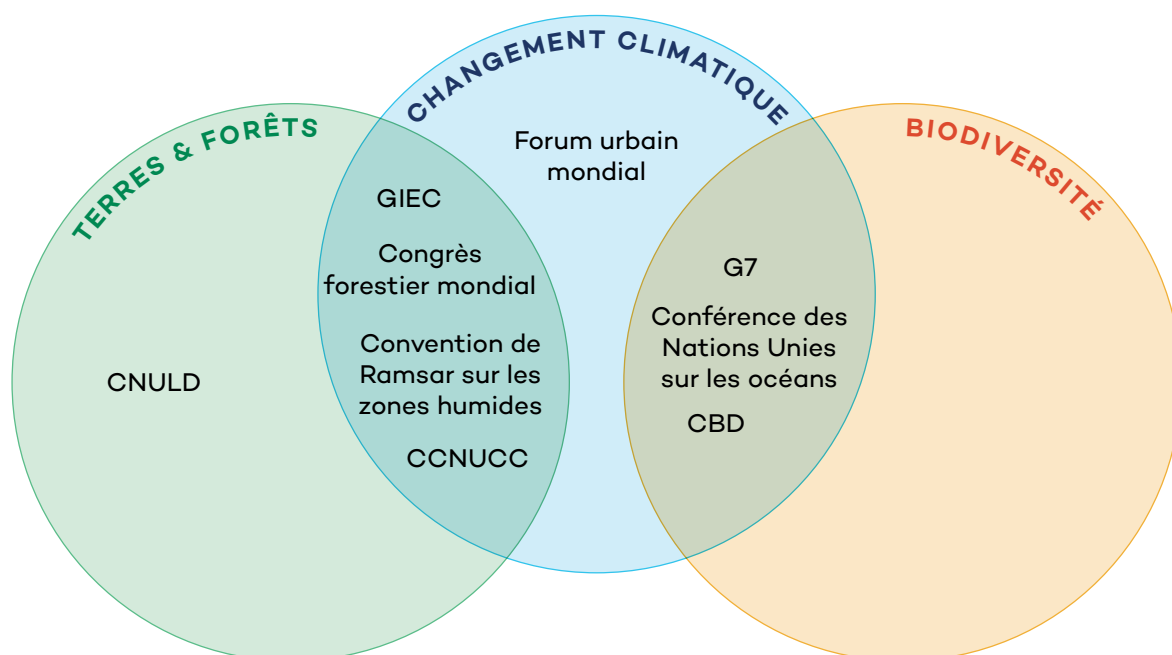 CHANGEMENT CLIMATIQUE
TERRES & FORÊTS
BIODIVERSITÉ
Forum urbain
mondial
GIEC
Congrès
forestier mondial
Convention de
Ramsar sur les
zones humides
CCNUCC
CNULD
G7
Conférence des
Nations Unies
sur les océans
CBD